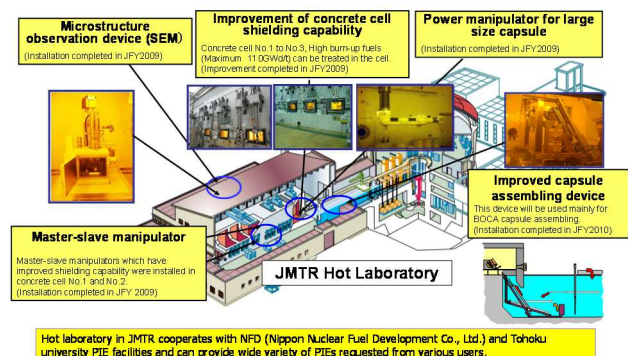 Microstructure
observation device (SEM)
(Installation completed in JFY2009)
Improvement of concrete cell
shielding capability
Concrete cell No.1 to No.3, High burn-up fuels
(Maximum 110GWd/t) can be treated in the cell.
(Improvement completed in JFY2009)
Power manipulator for large
size capsule
(Installation completed in JFY2009)
Improved capsule
assembling device
This device will be used mainly for
BOCA capsule assembling.
(Installation completed in JFY2010)
Master-slave manipulator
Master-slave manipulators which have
improved shielding capability were installed in
concrete cell No.1 and No.2.
(Installation completed in JFY 2009)
JMTR Hot Laboratory
Hot laboratory in JMTR cooperates with NFD (Nippon Nuclear Fuel Development Co., Ltd.) and Tohoku
university PIE facilities and can provide wide variety of PIEs requested from various users.